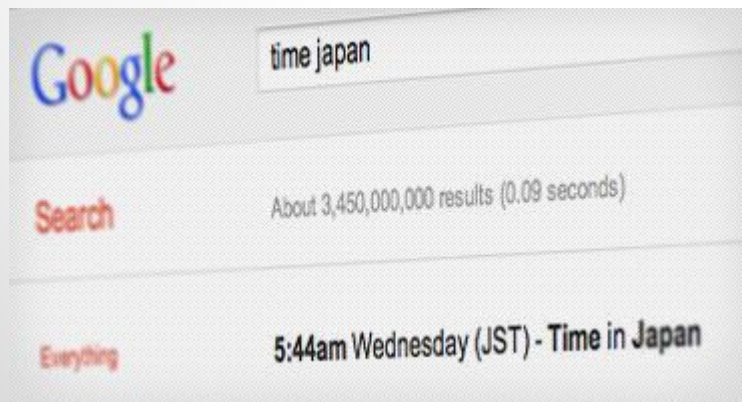 Google
time japan
Search
About 3,450,000,000 results (0.09 seconds)
Everything
5:44am Wednesday (JST) - Time in Japan